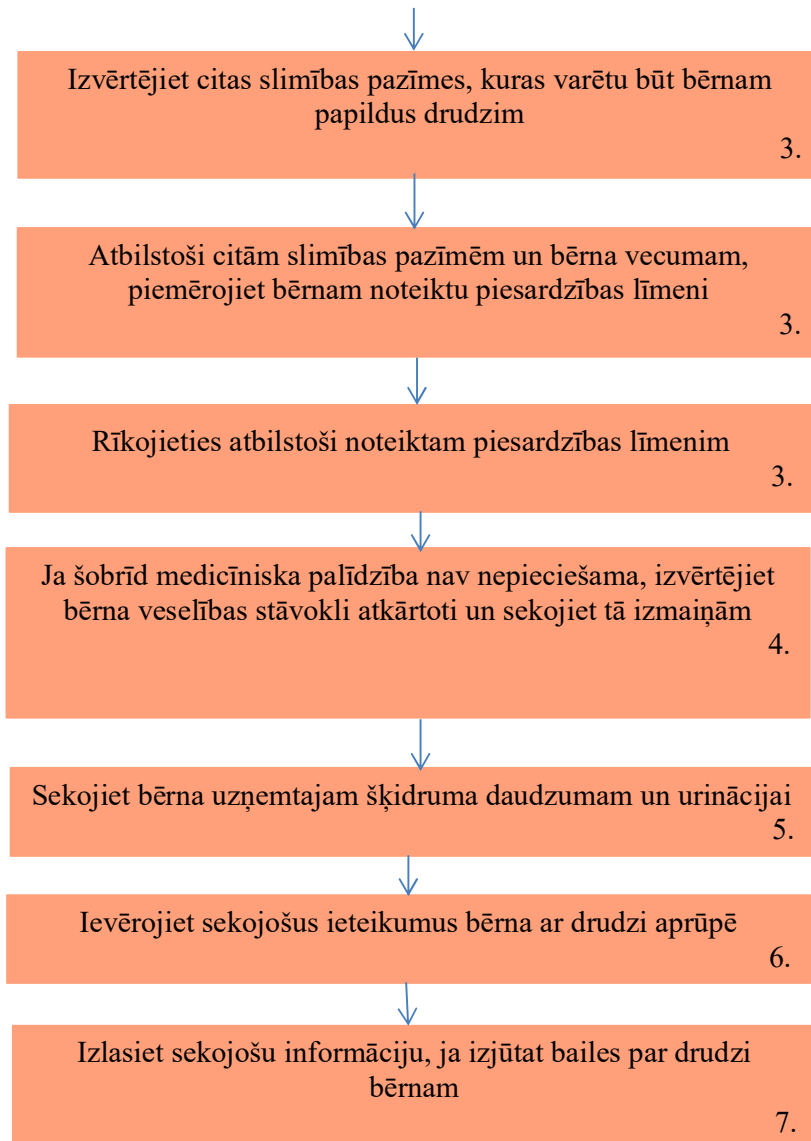 Izvērtējiet citas slimības pazīmes, kuras varētu būt bērnam
papildus drudzim
3.
Atbilstoši citām slimības pazīmēm un bērna vecumam,
piemērojiet bērnam noteiktu piesardzības līmeni
3.
Rīkojieties atbilstoši noteiktam piesardzības līmenim
3.
Ja šobrīd medicīniska palīdzība nav nepieciešama, izvērtējiet
bērna veselības stāvokli atkārtoti un sekojiet tā izmaiņām
4.
Sekojiet bērna uzņemtajam šķidruma daudzumam un urinācijai
5.
Ievērojiet sekojošus ieteikumus bērna ar drudzi aprūpē
6.
Izlasiet sekojošu informāciju, ja izjūtat bailes par drudzi
bērnam
7.